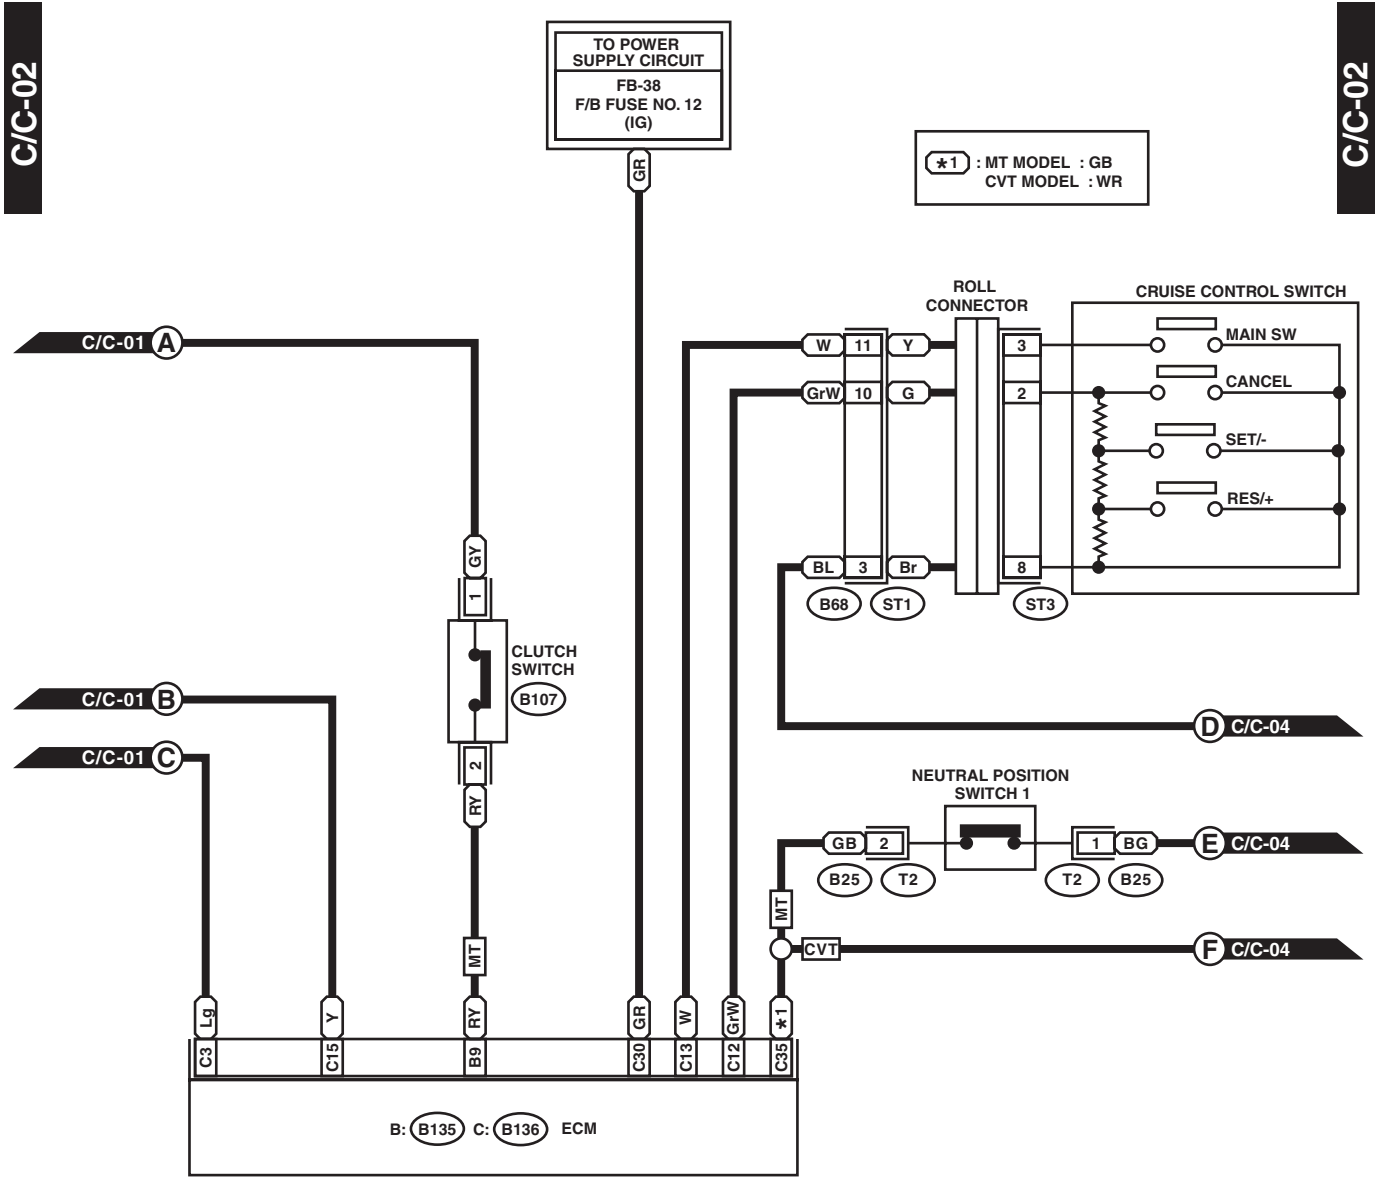 C/C-02
C/C-02
TO POWER
SUPPLY CIRCUIT
FB-38
F/B FUSE NO. 12
(IG)
GR
*1 : MT MODEL : GB
CVT MODEL : WR
ROLL
CONNECTOR
CRUISE CONTROL SWITCH
C/C-01 A
W 11 Y 3 MAIN SW
GrW 10 G 2 CANCEL
SET/-
RES/+
BL 3 Br 8
B68 ST1 ST3
GY
1
CLUTCH
SWITCH
B107
2
RY
C/C-01 B
C/C-01 C
D C/C-04
NEUTRAL POSITION
SWITCH 1
GB 2 1 BG E C/C-04
B25 T2 T2 B25
MT
MT
CVT F C/C-04
Lg Y RY GR W GrW *1
C3 C15 B9 C30 C13 C12 C35
B: B135 C: B136 ECM